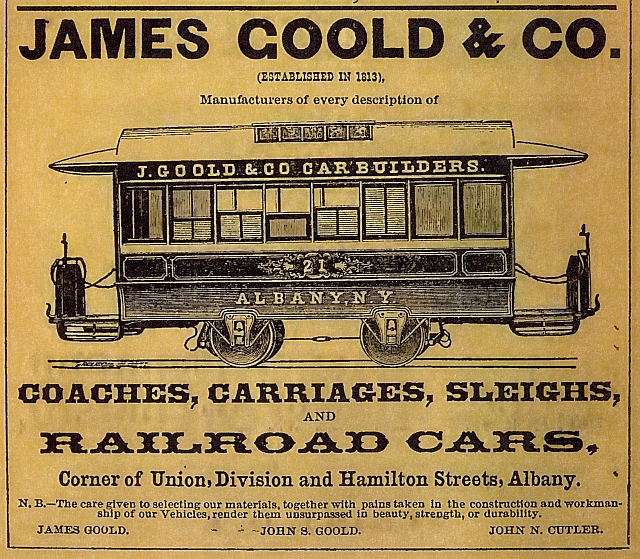 JAMES GOOLD & CO.
(ESTABLISHED IN 1813),
Manufacturers of every description of
J. GOOLD & CO. CAR BUILDERS.
21
ALBANY, N.Y.
COACHES, CARRIAGES, SLEIGHS,
AND
RAILROAD CARS,
Corner of Union, Division and Hamilton Streets, Albany.
N. B.—The care given to selecting our materials, together with pains taken in the construction and workman-
ship of our Vehicles, render them unsurpassed in beauty, strength, or durability.
JAMES GOOLD. JOHN S. GOOLD. JOHN N. CUTLER.